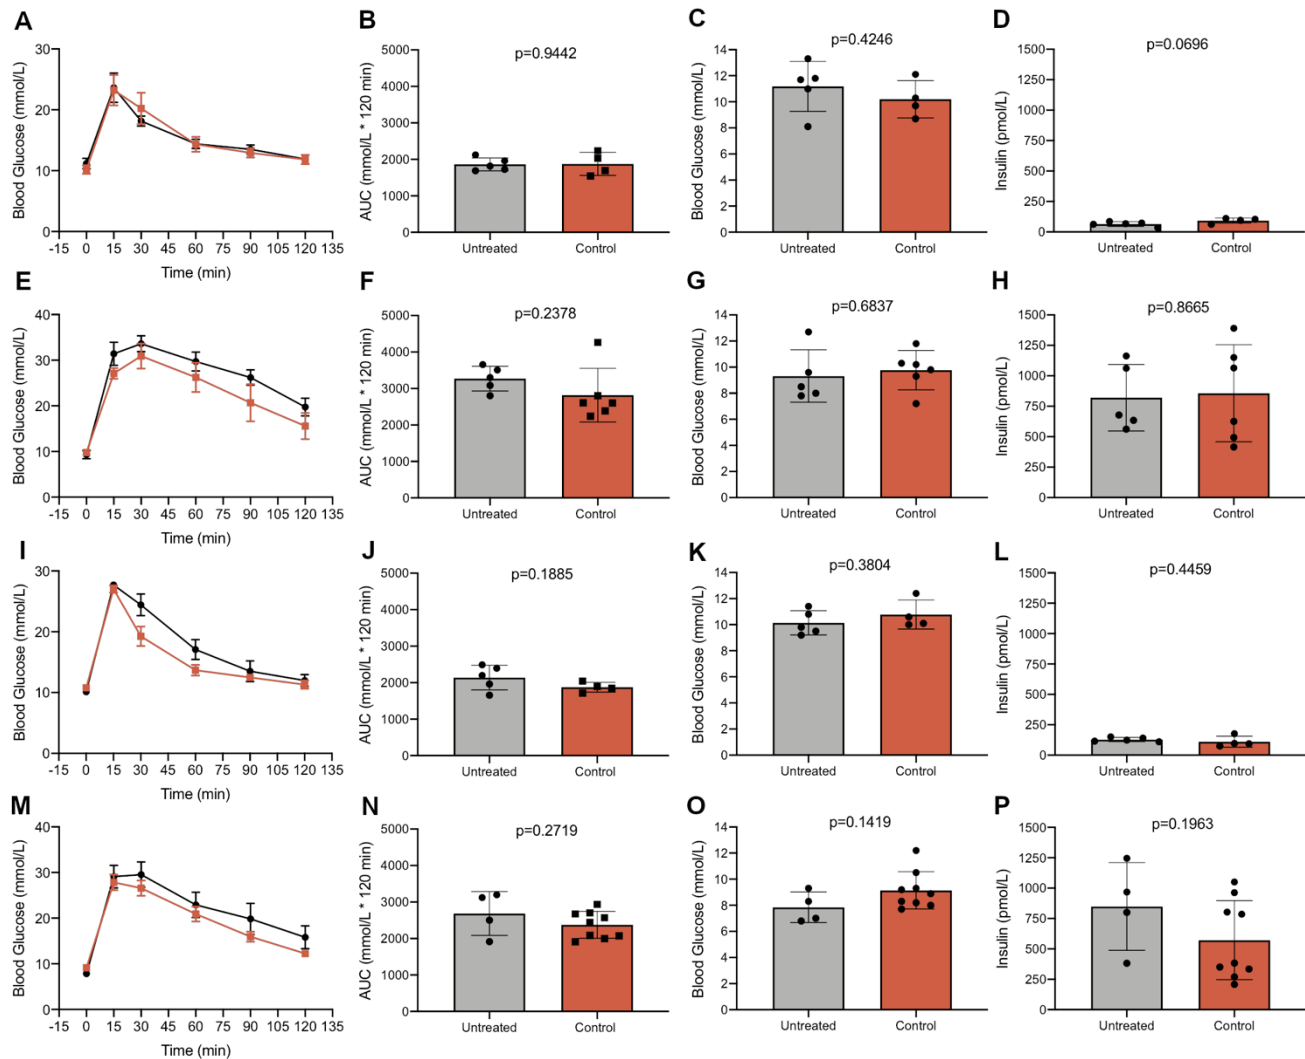 A
Blood Glucose (mmol/L)
30
20
10
0
-15 0 15 30 45 60 75 90 105 120 135
Time (min)
B
p=0.9442
AUC (mmol/L * 120 min)
5000
4000
3000
2000
1000
0
Untreated Control
C
p=0.4246
Blood Glucose (mmol/L)
14
12
10
8
6
4
2
0
Untreated Control
D
p=0.0696
Insulin (pmol/L)
1500
1250
1000
750
500
250
0
Untreated Control
E
Blood Glucose (mmol/L)
40
30
20
10
0
-15 0 15 30 45 60 75 90 105 120 135
Time (min)
F
p=0.2378
AUC (mmol/L * 120 min)
5000
4000
3000
2000
1000
0
Untreated Control
G
p=0.6837
Blood Glucose (mmol/L)
14
12
10
8
6
4
2
0
Untreated Control
H
p=0.8665
Insulin (pmol/L)
1500
1250
1000
750
500
250
0
Untreated Control
I
Blood Glucose (mmol/L)
30
20
10
0
-15 0 15 30 45 60 75 90 105 120 135
Time (min)
J
p=0.1885
AUC (mmol/L * 120 min)
5000
4000
3000
2000
1000
0
Untreated Control
K
p=0.3804
Blood Glucose (mmol/L)
14
12
10
8
6
4
2
0
Untreated Control
L
p=0.4459
Insulin (pmol/L)
1500
1250
1000
750
500
250
0
Untreated Control
M
Blood Glucose (mmol/L)
40
30
20
10
0
-15 0 15 30 45 60 75 90 105 120 135
Time (min)
N
p=0.2719
AUC (mmol/L * 120 min)
5000
4000
3000
2000
1000
0
Untreated Control
O
p=0.1419
Blood Glucose (mmol/L)
14
12
10
8
6
4
2
0
Untreated Control
P
p=0.1963
Insulin (pmol/L)
1500
1250
1000
750
500
250
0
Untreated Control